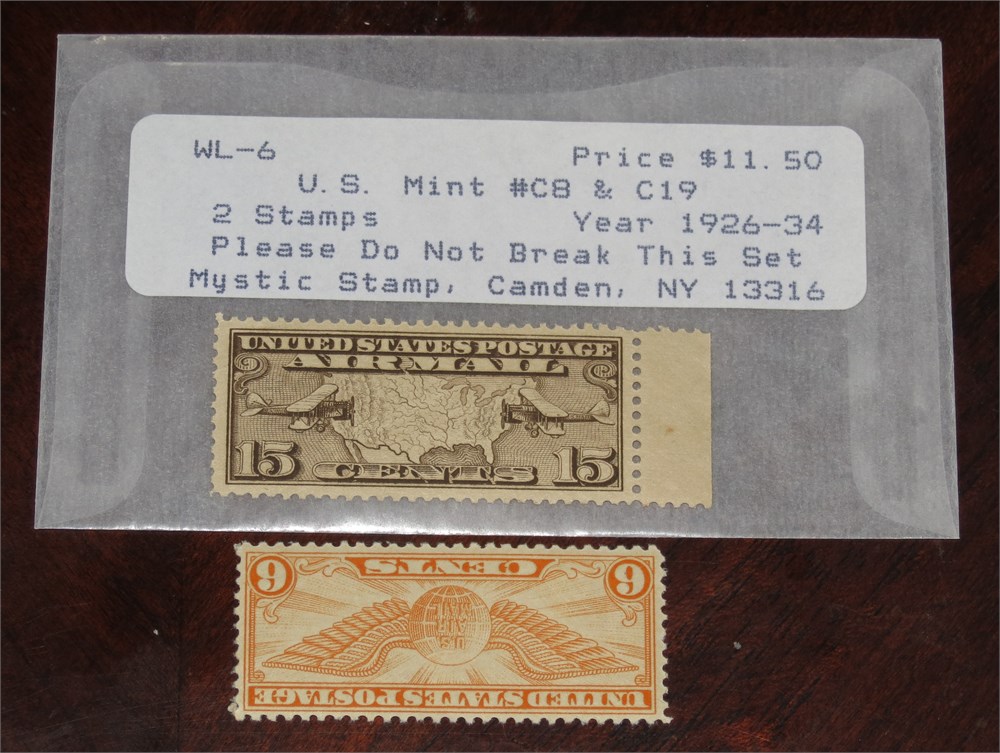 WL-6 Price $11.50
U.S. Mint #C8 & C19
2 Stamps Year 1926-34
Please Do Not Break This Set
Mystic Stamp, Camden, NY 13316
UNITED STATES POSTAGE
AIR MAIL
15 CENTS 15
UNITED STATES POSTAGE
U.S.
AIR
MAIL
6 CENTS 6